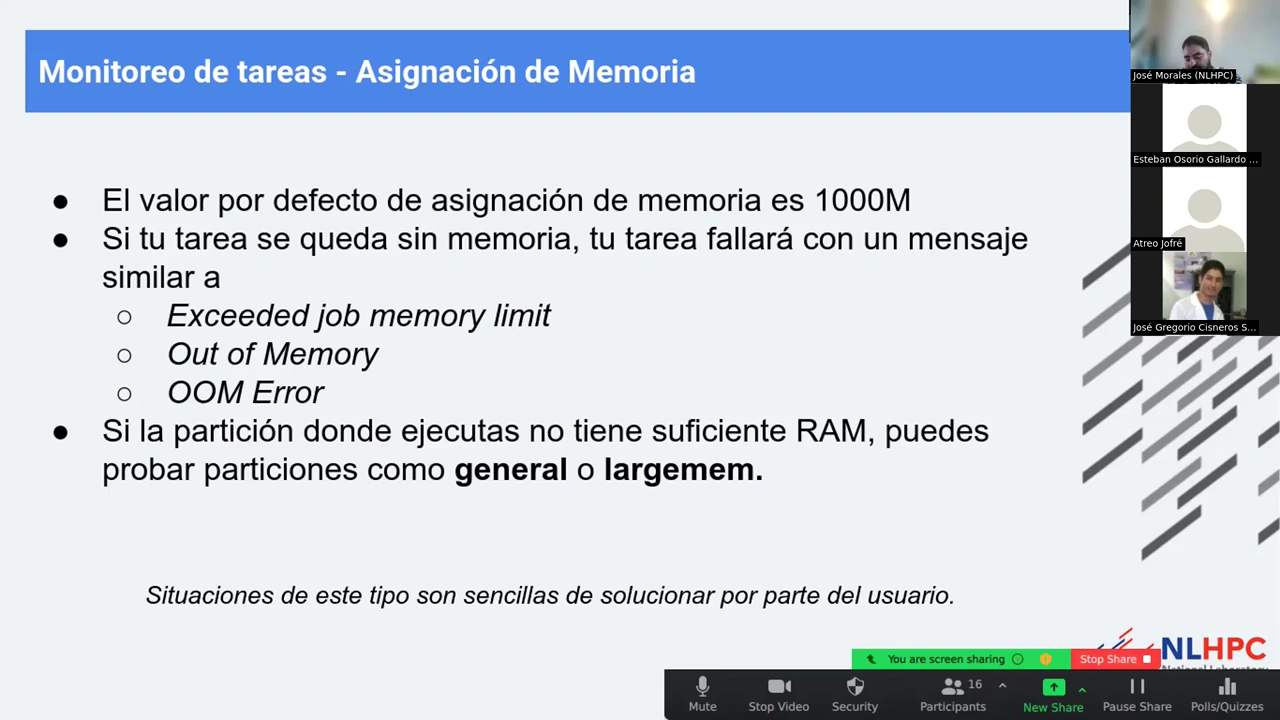 Monitoreo de tareas - Asignación de Memoria
José Morales (NLHPC)
Esteban Osorio Gallardo ...
Atreo Jofré
José Gregorio Cisneros S...
● El valor por defecto de asignación de memoria es 1000M
● Si tu tarea se queda sin memoria, tu tarea fallará con un mensaje
similar a
○ Exceeded job memory limit
○ Out of Memory
○ OOM Error
● Si la partición donde ejecutas no tiene suficiente RAM, puedes
probar particiones como general o largemem.
Situaciones de este tipo son sencillas de solucionar por parte del usuario.
NLHPC
National Laboratory
You are screen sharing
Stop Share
Mute
Stop Video
Security
Participants
16
New Share
Pause Share
Polls/Quizzes